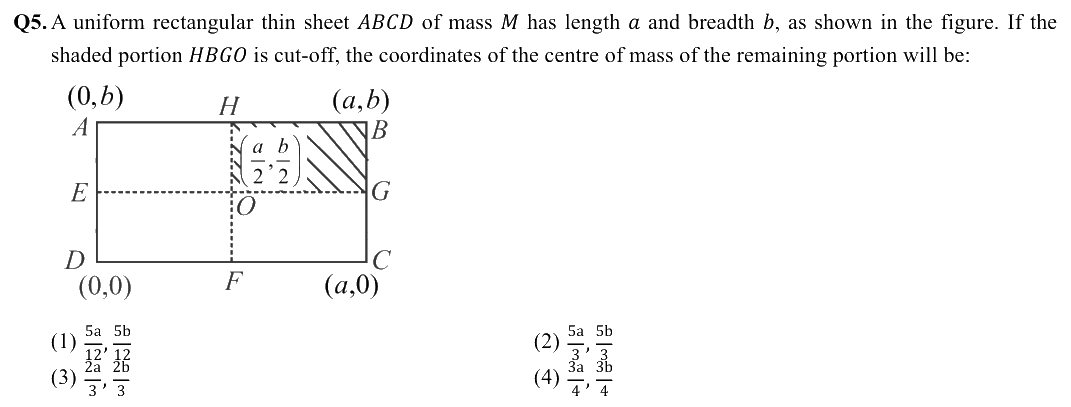 Q5. A uniform rectangular thin sheet ABCD of mass M has length a and breadth b, as shown in the figure. If the
shaded portion HBGO is cut-off, the coordinates of the centre of mass of the remaining portion will be:
(0,b) H (a,b)
A B
(a/2, b/2)
E G
O
D C
(0,0) F (a,0)
(1) 5a/12, 5b/12 (2) 5a/3, 5b/3
(3) 2a/3, 2b/3 (4) 3a/4, 3b/4